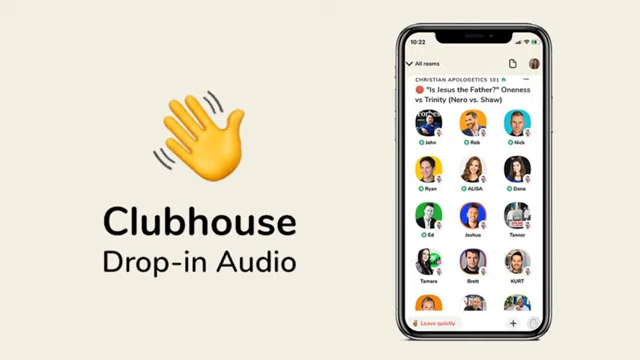 Clubhouse
Drop-in Audio
10:22
All rooms
CHRISTIAN APOLOGETICS 101
"Is Jesus the Father?" Oneness
vs Trinity (Nero vs. Shaw)
Forbes
John Rob Nick
Ryan ALISA Dana
Ed Joshua Tanner
Tamara Brett KURT
Leave quietly
+